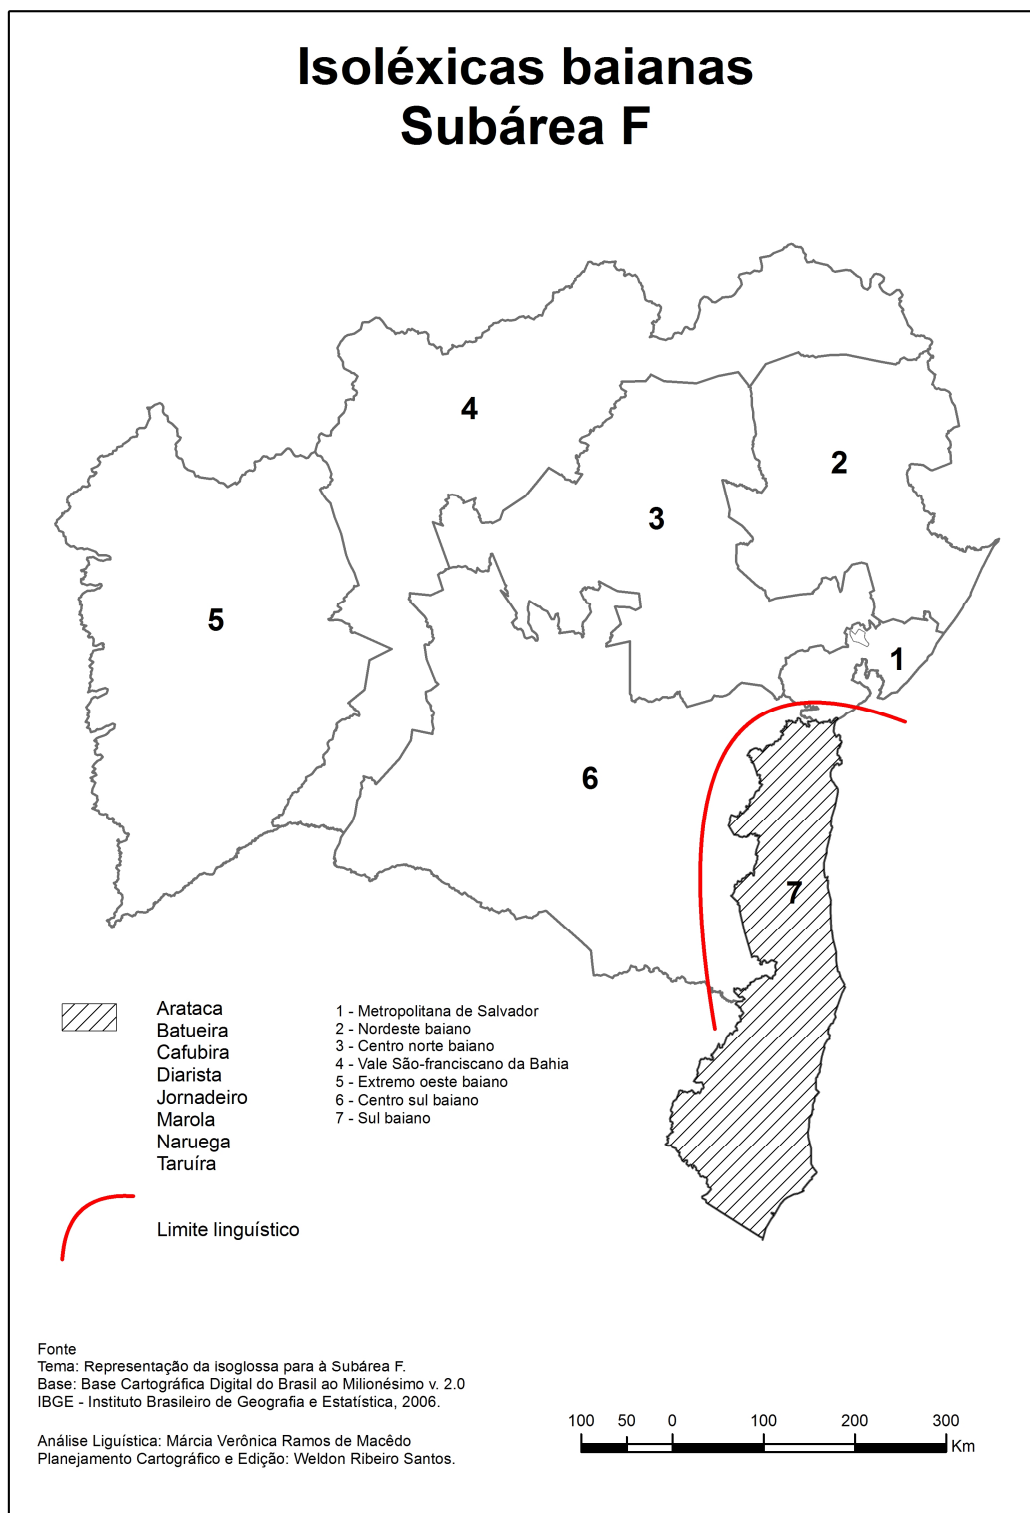 Isoléxicas baianas
Subárea F
4
2
3
5
1
6
7
Arataca
Batueira
Cafubira
Diarista
Jornadeiro
Marola
Naruega
Taruíra
1 - Metropolitana de Salvador
2 - Nordeste baiano
3 - Centro norte baiano
4 - Vale São-franciscano da Bahia
5 - Extremo oeste baiano
6 - Centro sul baiano
7 - Sul baiano
Limite linguístico
Fonte
Tema: Representação da isoglossa para à Subárea F.
Base: Base Cartográfica Digital do Brasil ao Milionésimo v. 2.0
IBGE - Instituto Brasileiro de Geografia e Estatística, 2006.
Análise Liguística: Márcia Verônica Ramos de Macêdo
Planejamento Cartográfico e Edição: Weldon Ribeiro Santos.
100 50 0 100 200 300
Km